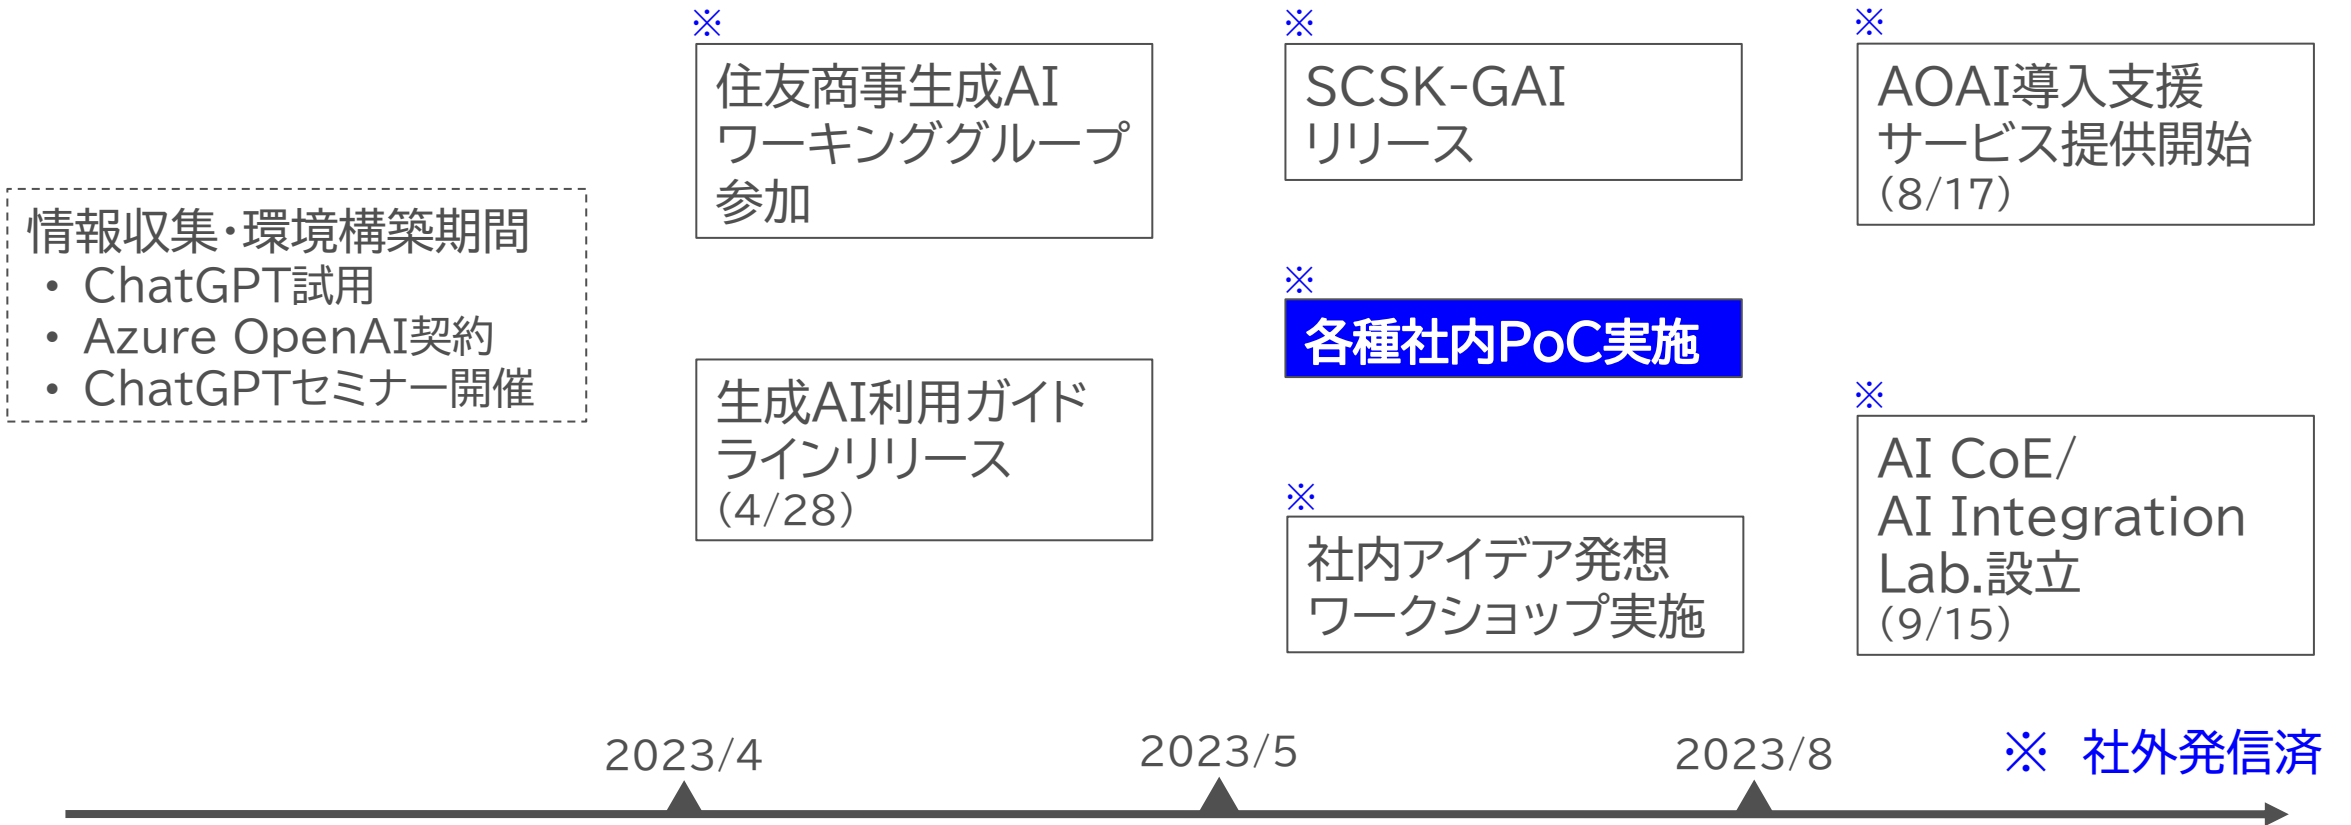 情報収集・環境構築期間
• ChatGPT試用
• Azure OpenAI契約
• ChatGPTセミナー開催
※
住友商事生成AI
ワーキンググループ
参加
生成AI利用ガイド
ラインリリース
(4/28)
※
SCSK-GAI
リリース
※
各種社内PoC実施
※
社内アイデア発想
ワークショップ実施
※
AOAI導入支援
サービス提供開始
(8/17)
※
AI CoE/
AI Integration
Lab.設立
(9/15)
2023/4
2023/5
2023/8
※ 社外発信済